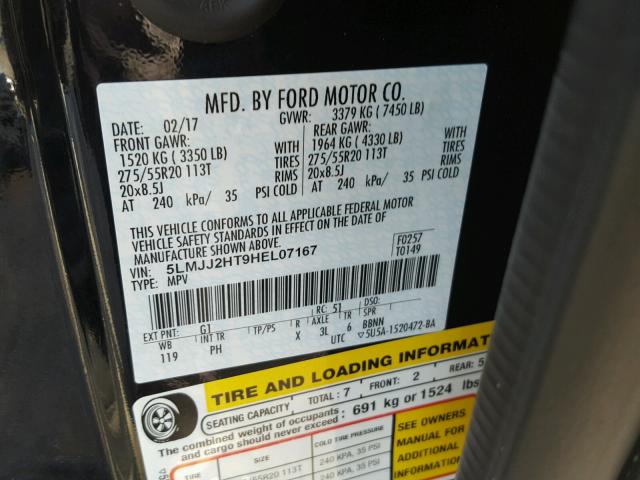 MFD. BY FORD MOTOR CO.
DATE: 02/17 GVWR: 3379 KG ( 7450 LB)
FRONT GAWR: REAR GAWR:
1520 KG ( 3350 LB) WITH 1964 KG ( 4330 LB) WITH
275/55R20 113T TIRES 275/55R20 113T TIRES
20x8.5J RIMS 20x8.5J RIMS
AT 240 kPa/ 35 PSI COLD AT 240 kPa/ 35 PSI COLD
THIS VEHICLE CONFORMS TO ALL APPLICABLE FEDERAL MOTOR
VEHICLE SAFETY STANDARDS IN EFFECT ON THE DATE OF
MANUFACTURE SHOWN ABOVE.
VIN: 5LMJJ2HT9HEL07167 F0257
TYPE: MPV T0149
EXT PNT: G1 RC: 51 DSO:
WB INT TR TP/PS R AXLE TR SPR
119 PH X 3L 6 BBNN
UTC ▽5U5A-1520472-BA
TIRE AND LOADING INFORMAT
SEATING CAPACITY TOTAL: 7 FRONT: 2 REAR: 5
The combined weight of occupants and cargo should never exceed: 691 kg or 1524 lbs
TIRE SIZE COLD TIRE PRESSURE
/55R20 113T 240 KPA, 35 PSI
240 KPA, 35 PSI
SEE OWNERS
MANUAL FOR
ADDITIONAL
INFORMATION